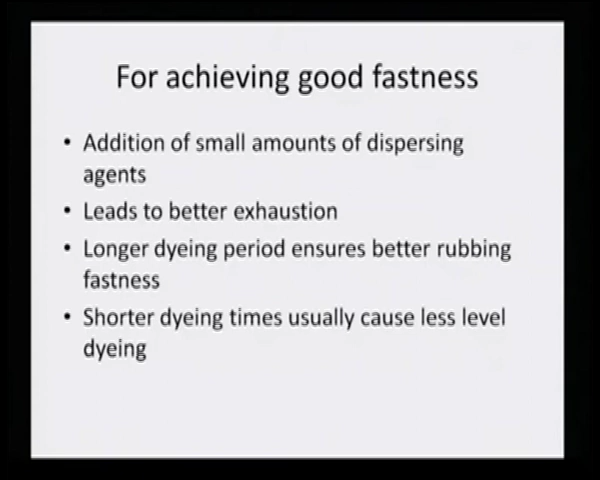 For achieving good fastness
• Addition of small amounts of dispersing
agents
• Leads to better exhaustion
• Longer dyeing period ensures better rubbing
fastness
• Shorter dyeing times usually cause less level
dyeing